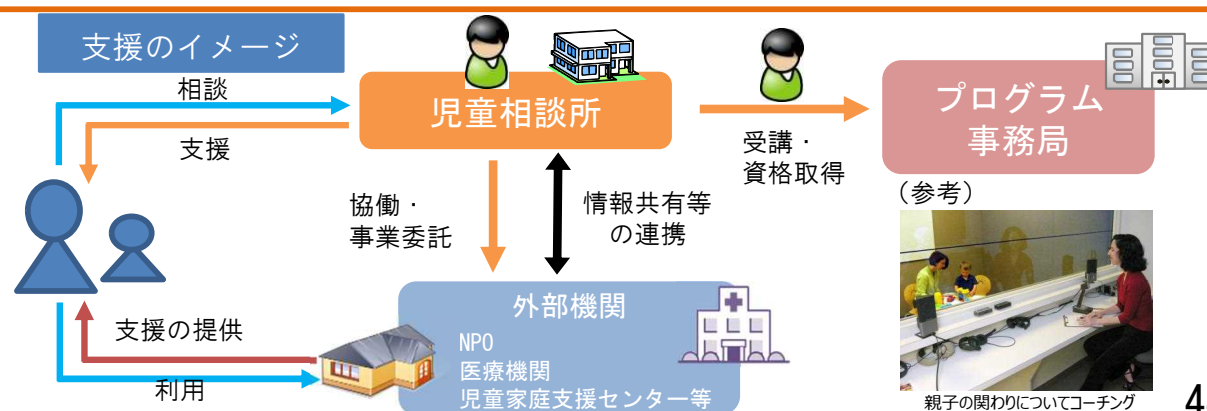 支援のイメージ
相談
支援
児童相談所
受講・
資格取得
プログラム
事務局
(参考)
協働・
事業委託
情報共有等
の連携
支援の提供
利用
外部機関
NPO
医療機関
児童家庭支援センター等
親子の関わりについてコーチング
4